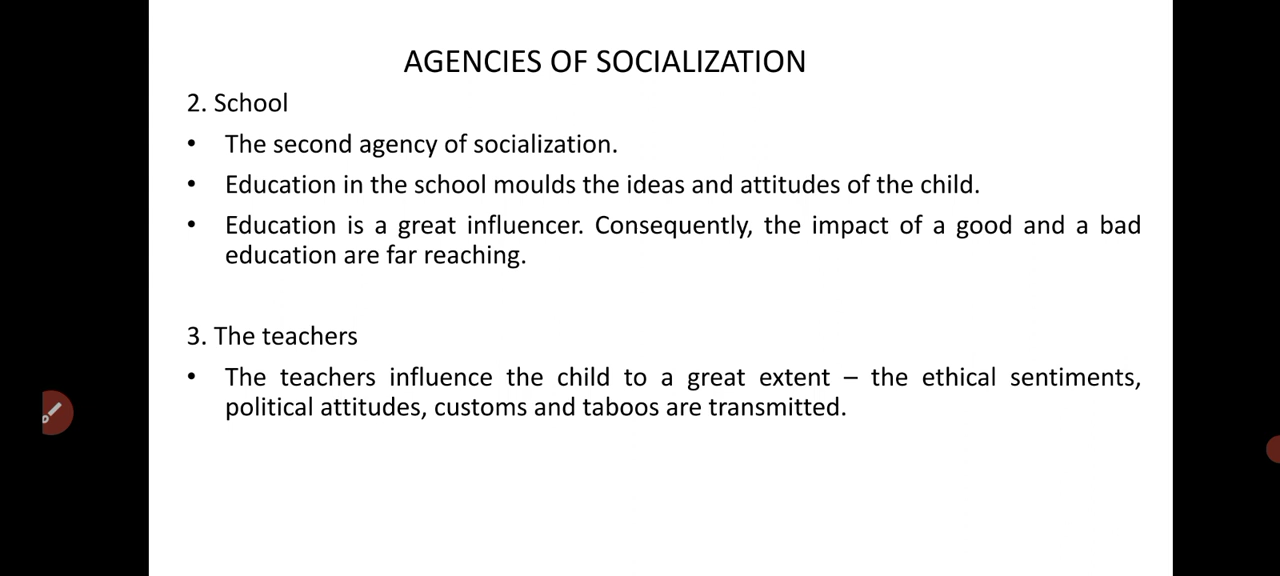 AGENCIES OF SOCIALIZATION
2. School
• The second agency of socialization.
• Education in the school moulds the ideas and attitudes of the child.
• Education is a great influencer. Consequently, the impact of a good and a bad
education are far reaching.
3. The teachers
• The teachers influence the child to a great extent – the ethical sentiments,
political attitudes, customs and taboos are transmitted.